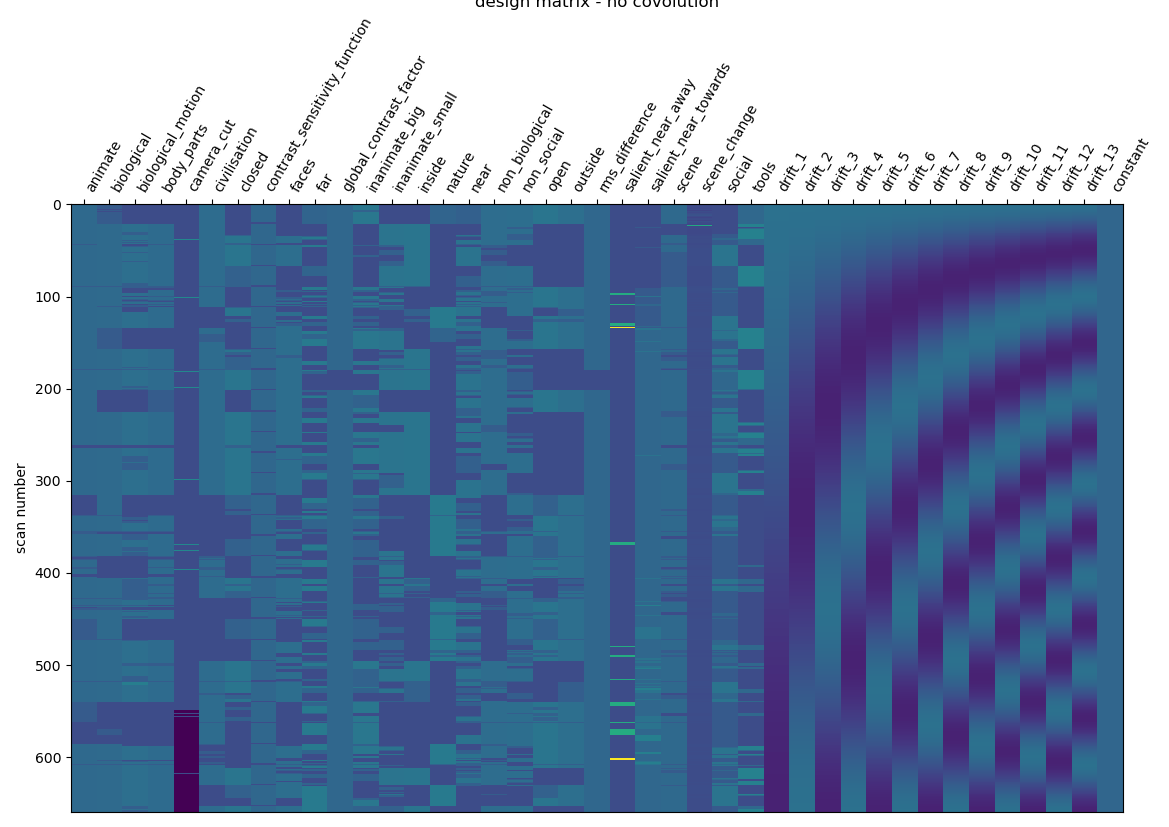 design matrix - no covolution
animate
biological
biological_motion
body_parts
camera_cut
civilisation
closed
contrast_sensitivity_function
faces
far
global_contrast_factor
inanimate_big
inanimate_small
inside
nature
near
non_biological
non_social
open
outside
rms_difference
salient_near_away
salient_near_towards
scene
scene_change
social
tools
drift_1
drift_2
drift_3
drift_4
drift_5
drift_6
drift_7
drift_8
drift_9
drift_10
drift_11
drift_12
drift_13
constant
0
100
200
300
400
500
600
scan number